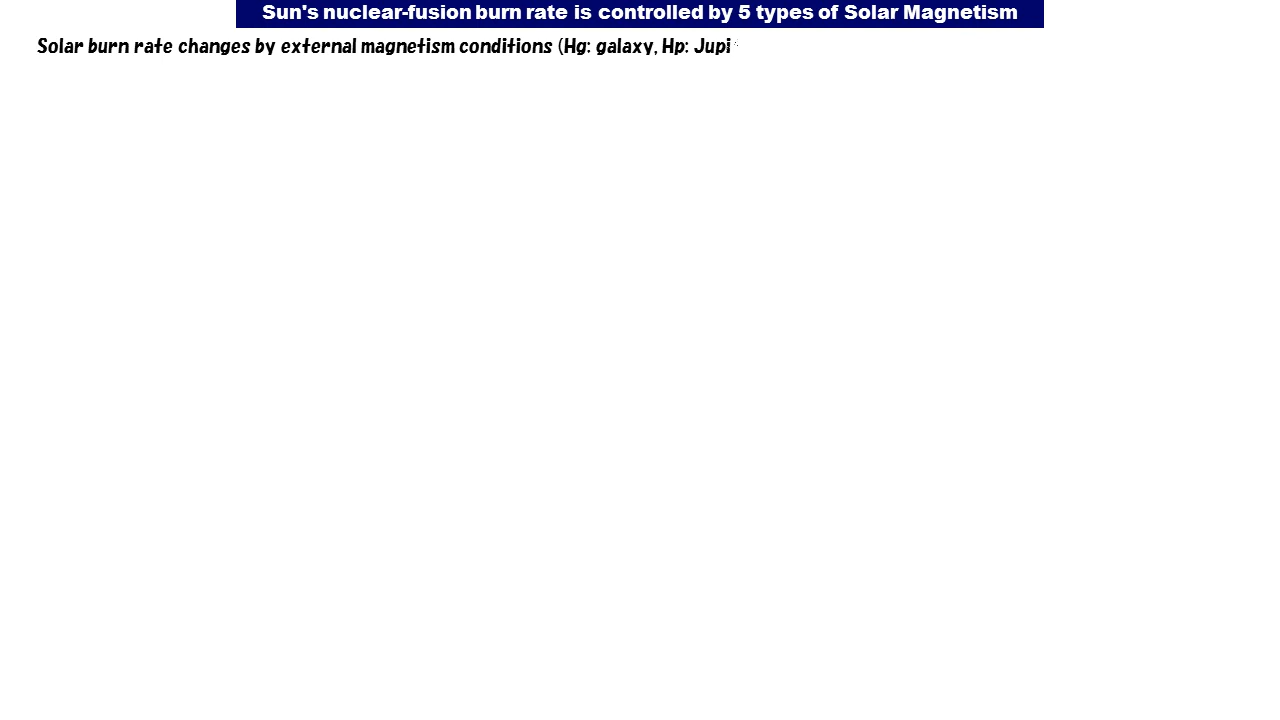 Sun's nuclear-fusion burn rate is controlled by 5 types of Solar Magnetism
Solar burn rate changes by external magnetism conditions (Hg: galaxy, Hp: Jupi